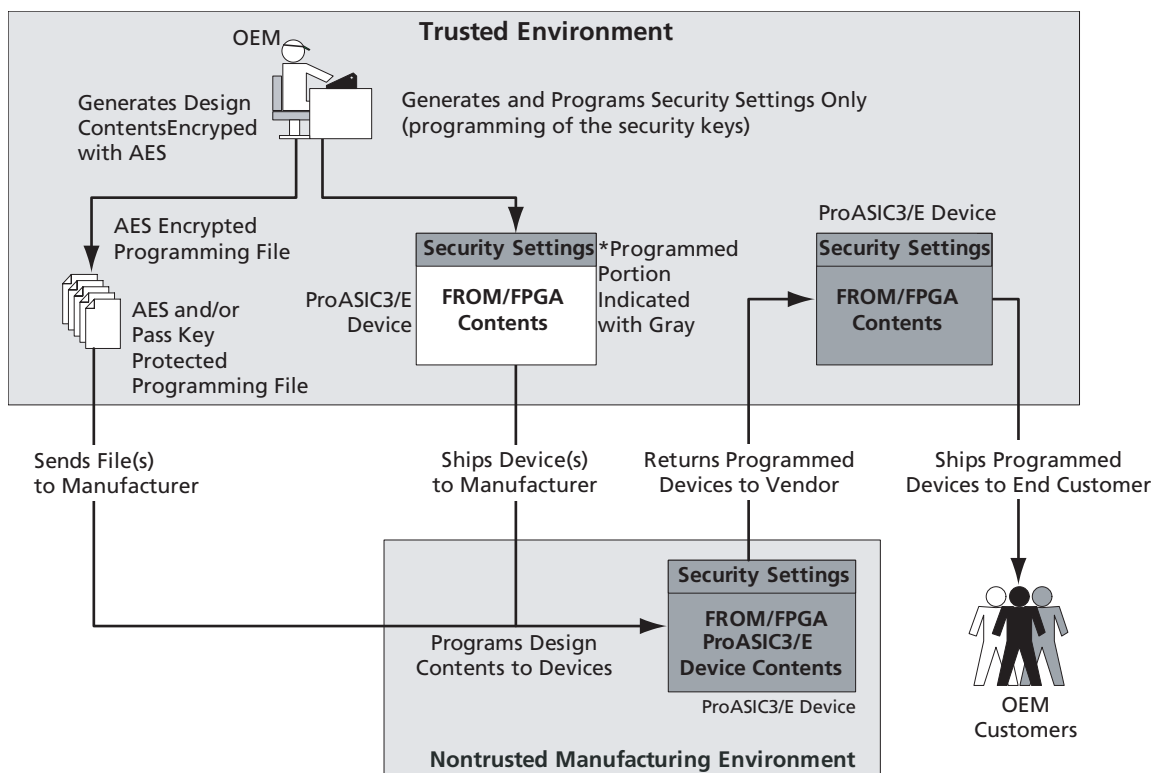 Trusted Environment
OEM
Generates Design
ContentsEncryped
with AES
Generates and Programs Security Settings Only
(programming of the security keys)
AES Encrypted
Programming File
AES and/or
Pass Key
Protected
Programming File
ProASIC3/E
Device
Security Settings
FROM/FPGA
Contents
*Programmed
Portion
Indicated
with Gray
ProASIC3/E Device
Security Settings
FROM/FPGA
Contents
Sends File(s)
to Manufacturer
Ships Device(s)
to Manufacturer
Returns Programmed
Devices to Vendor
Ships Programmed
Devices to End Customer
Programs Design
Contents to Devices
Security Settings
FROM/FPGA
ProASIC3/E
Device Contents
ProASIC3/E Device
OEM
Customers
Nontrusted Manufacturing Environment